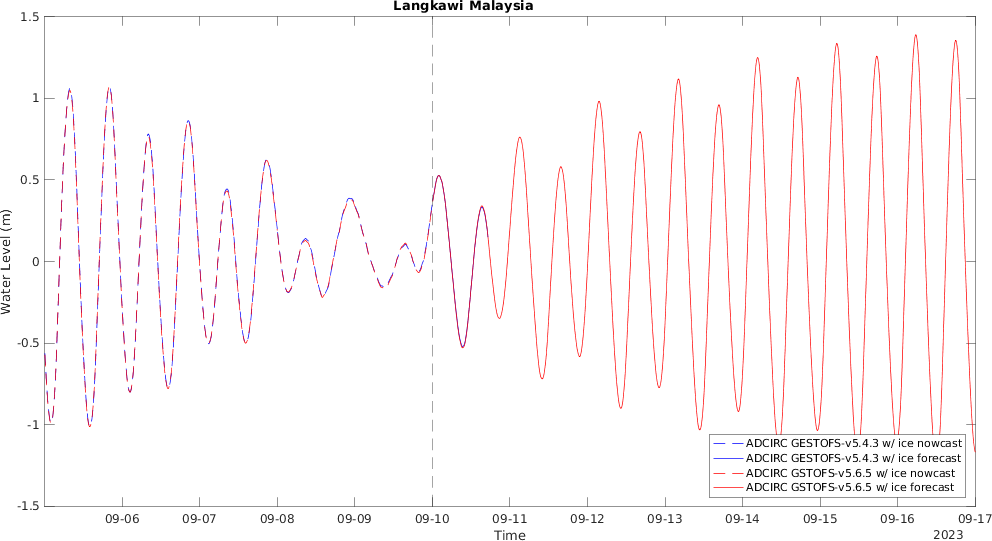 Langkawi Malaysia
1.5
1
0.5
0
-0.5
-1
-1.5
Water Level (m)
ADCIRC GESTOFS-v5.4.3 w/ ice nowcast
ADCIRC GESTOFS-v5.4.3 w/ ice forecast
ADCIRC GSTOFS-v5.6.5 w/ ice nowcast
ADCIRC GSTOFS-v5.6.5 w/ ice forecast
09-06 09-07 09-08 09-09 09-10 09-11 09-12 09-13 09-14 09-15 09-16 09-17
Time
2023